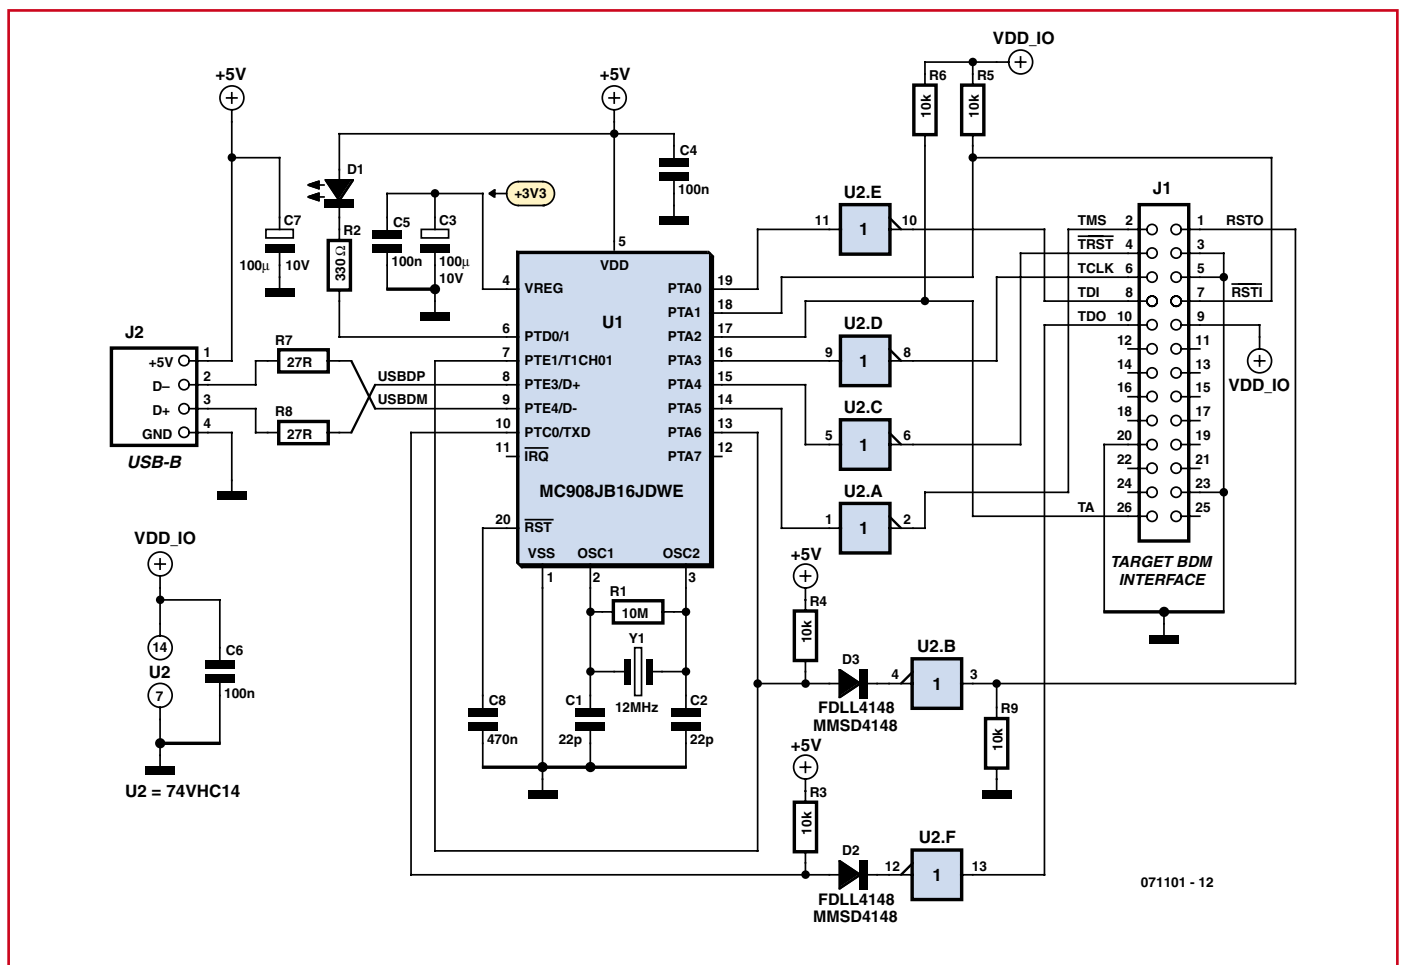 VDD_IO
+5V
+5V
R6
R5
10k
10k
D1
C4
100n
+3V3
U2.E
11
1
10
J1
C7
100µ
10V
R2
330Ω
C5
100n
C3
100µ
10V
5
VDD
TMS 2
1 RSTO
TRST 4
3
TCLK 6
5
TDI 8
7 RSTI
TDO 10
9
12
11
14
13
16
15
18
17
20
19
22
21
24
23
TA 26
25
VDD_IO
4
VREG
PTA0
19
U1
PTA1
18
6
PTD0/1
PTA2
17
7
PTE1/T1CH01
PTA3
16
8
PTE3/D+
PTA4
15
9
PTE4/D-
PTA5
14
10
PTC0/TXD
PTA6
13
11
IRQ
PTA7
12
MC908JB16JDWE
20
RST
VSS
OSC1
OSC2
1
2
3
U2.D
9
1
8
U2.C
5
1
6
U2.A
1
1
2
J2
+5V
1
D–
2
D+
3
GND
4
USB-B
R7
27R
R8
27R
USBDP
USBDM
TARGET BDM
INTERFACE
VDD_IO
14
U2
7
C6
100n
U2 = 74VHC14
R1
10M
Y1
12MHz
C8
470n
C1
22p
C2
22p
+5V
R4
10k
D3
FDLL4148
MMSD4148
U2.B
4
1
3
R9
10k
+5V
R3
10k
D2
FDLL4148
MMSD4148
U2.F
12
1
13
071101 - 12